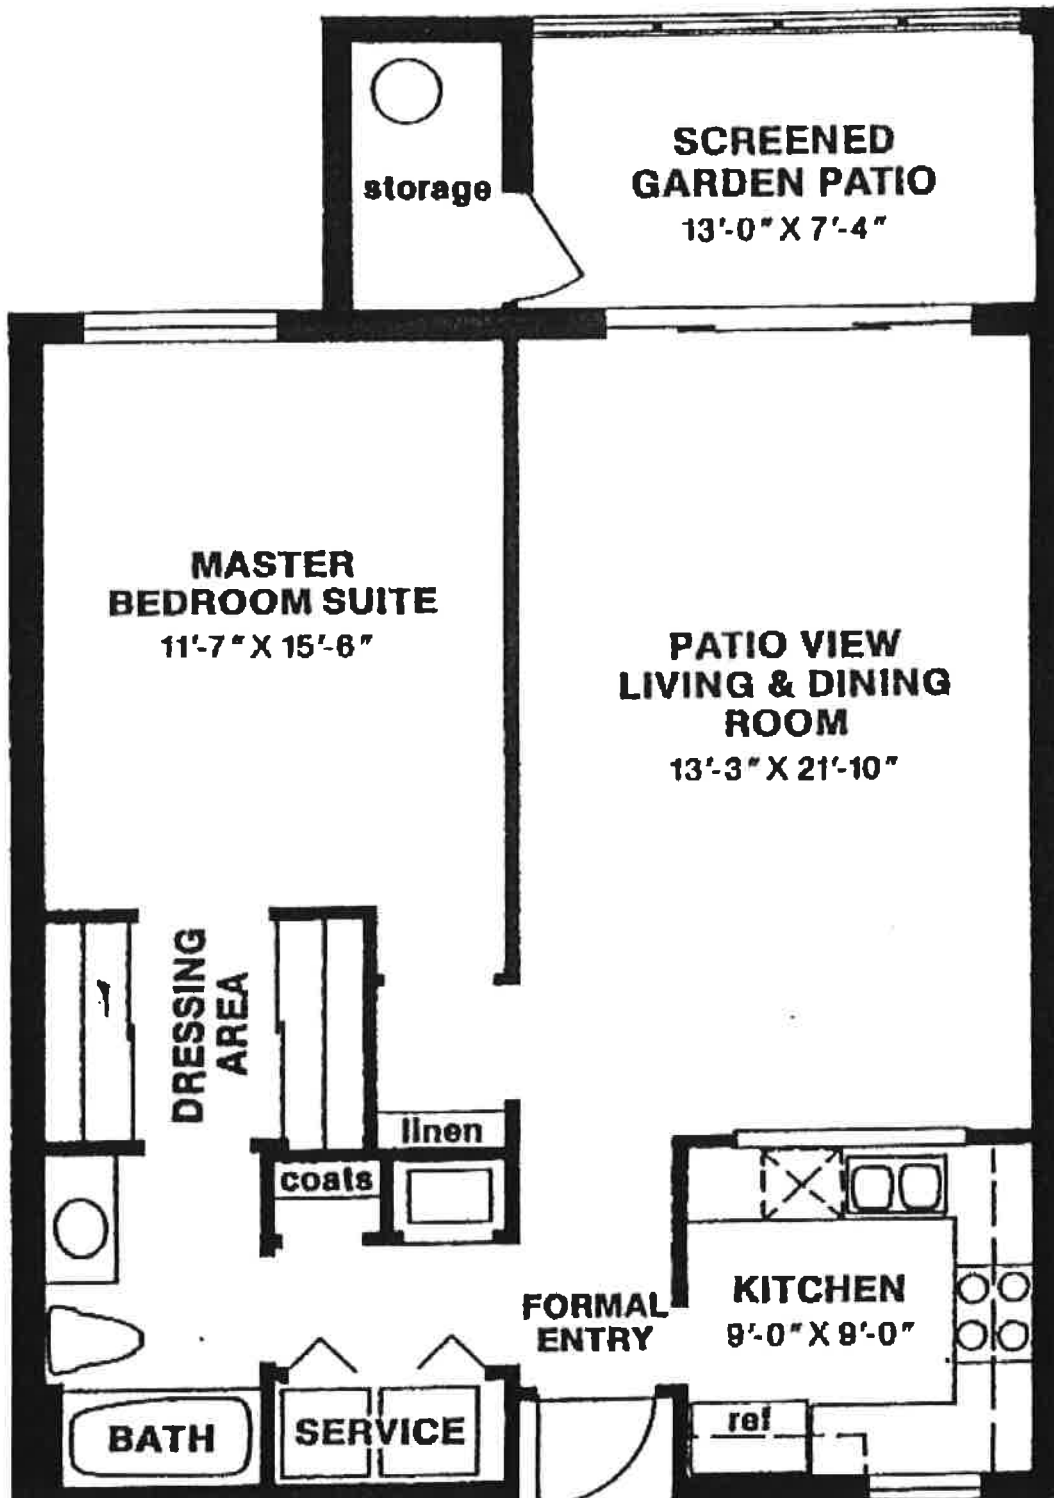 storage
SCREENED
GARDEN PATIO
13'-0" X 7'-4"
MASTER
BEDROOM SUITE
11'-7" X 15'-6"
PATIO VIEW
LIVING & DINING
ROOM
13'-3" X 21'-10"
DRESSING
AREA
linen
coats
FORMAL
ENTRY
KITCHEN
9'-0" X 9'-0"
ref
BATH
SERVICE